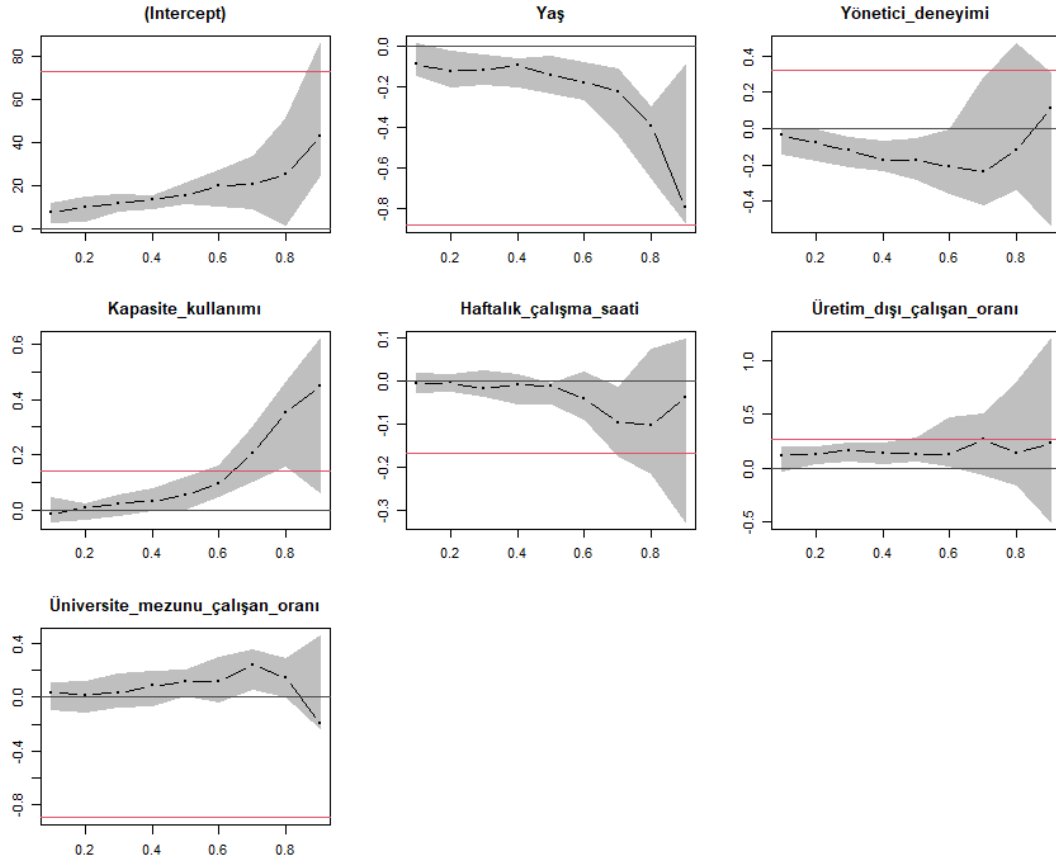 (Intercept)
Yaş
Yönetici_deneyimi
80
60
40
20
0
0.2 0.4 0.6 0.8
0.0
-0.2
-0.4
-0.6
-0.8
0.2 0.4 0.6 0.8
0.4
0.2
0.0
-0.2
-0.4
0.2 0.4 0.6 0.8
Kapasite_kullanımı
Haftalık_çalışma_saati
Üretim_dışı_çalışan_oranı
0.6
0.4
0.2
0.0
0.2 0.4 0.6 0.8
0.1
0.0
-0.1
-0.2
-0.3
0.2 0.4 0.6 0.8
1.0
0.5
0.0
-0.5
0.2 0.4 0.6 0.8
Üniversite_mezunu_çalışan_oranı
0.4
0.0
-0.4
-0.8
0.2 0.4 0.6 0.8